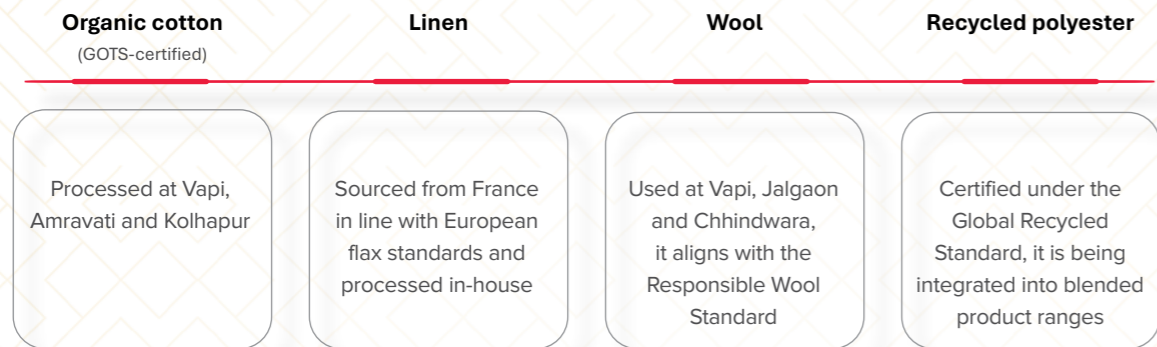 Organic cotton
(GOTS-certified)
Processed at Vapi,
Amravati and Kolhapur
Linen
Sourced from France
in line with European
flax standards and
processed in-house
Wool
Used at Vapi, Jalgaon
and Chhindwara,
it aligns with the
Responsible Wool
Standard
Recycled polyester
Certified under the
Global Recycled
Standard, it is being
integrated into blended
product ranges